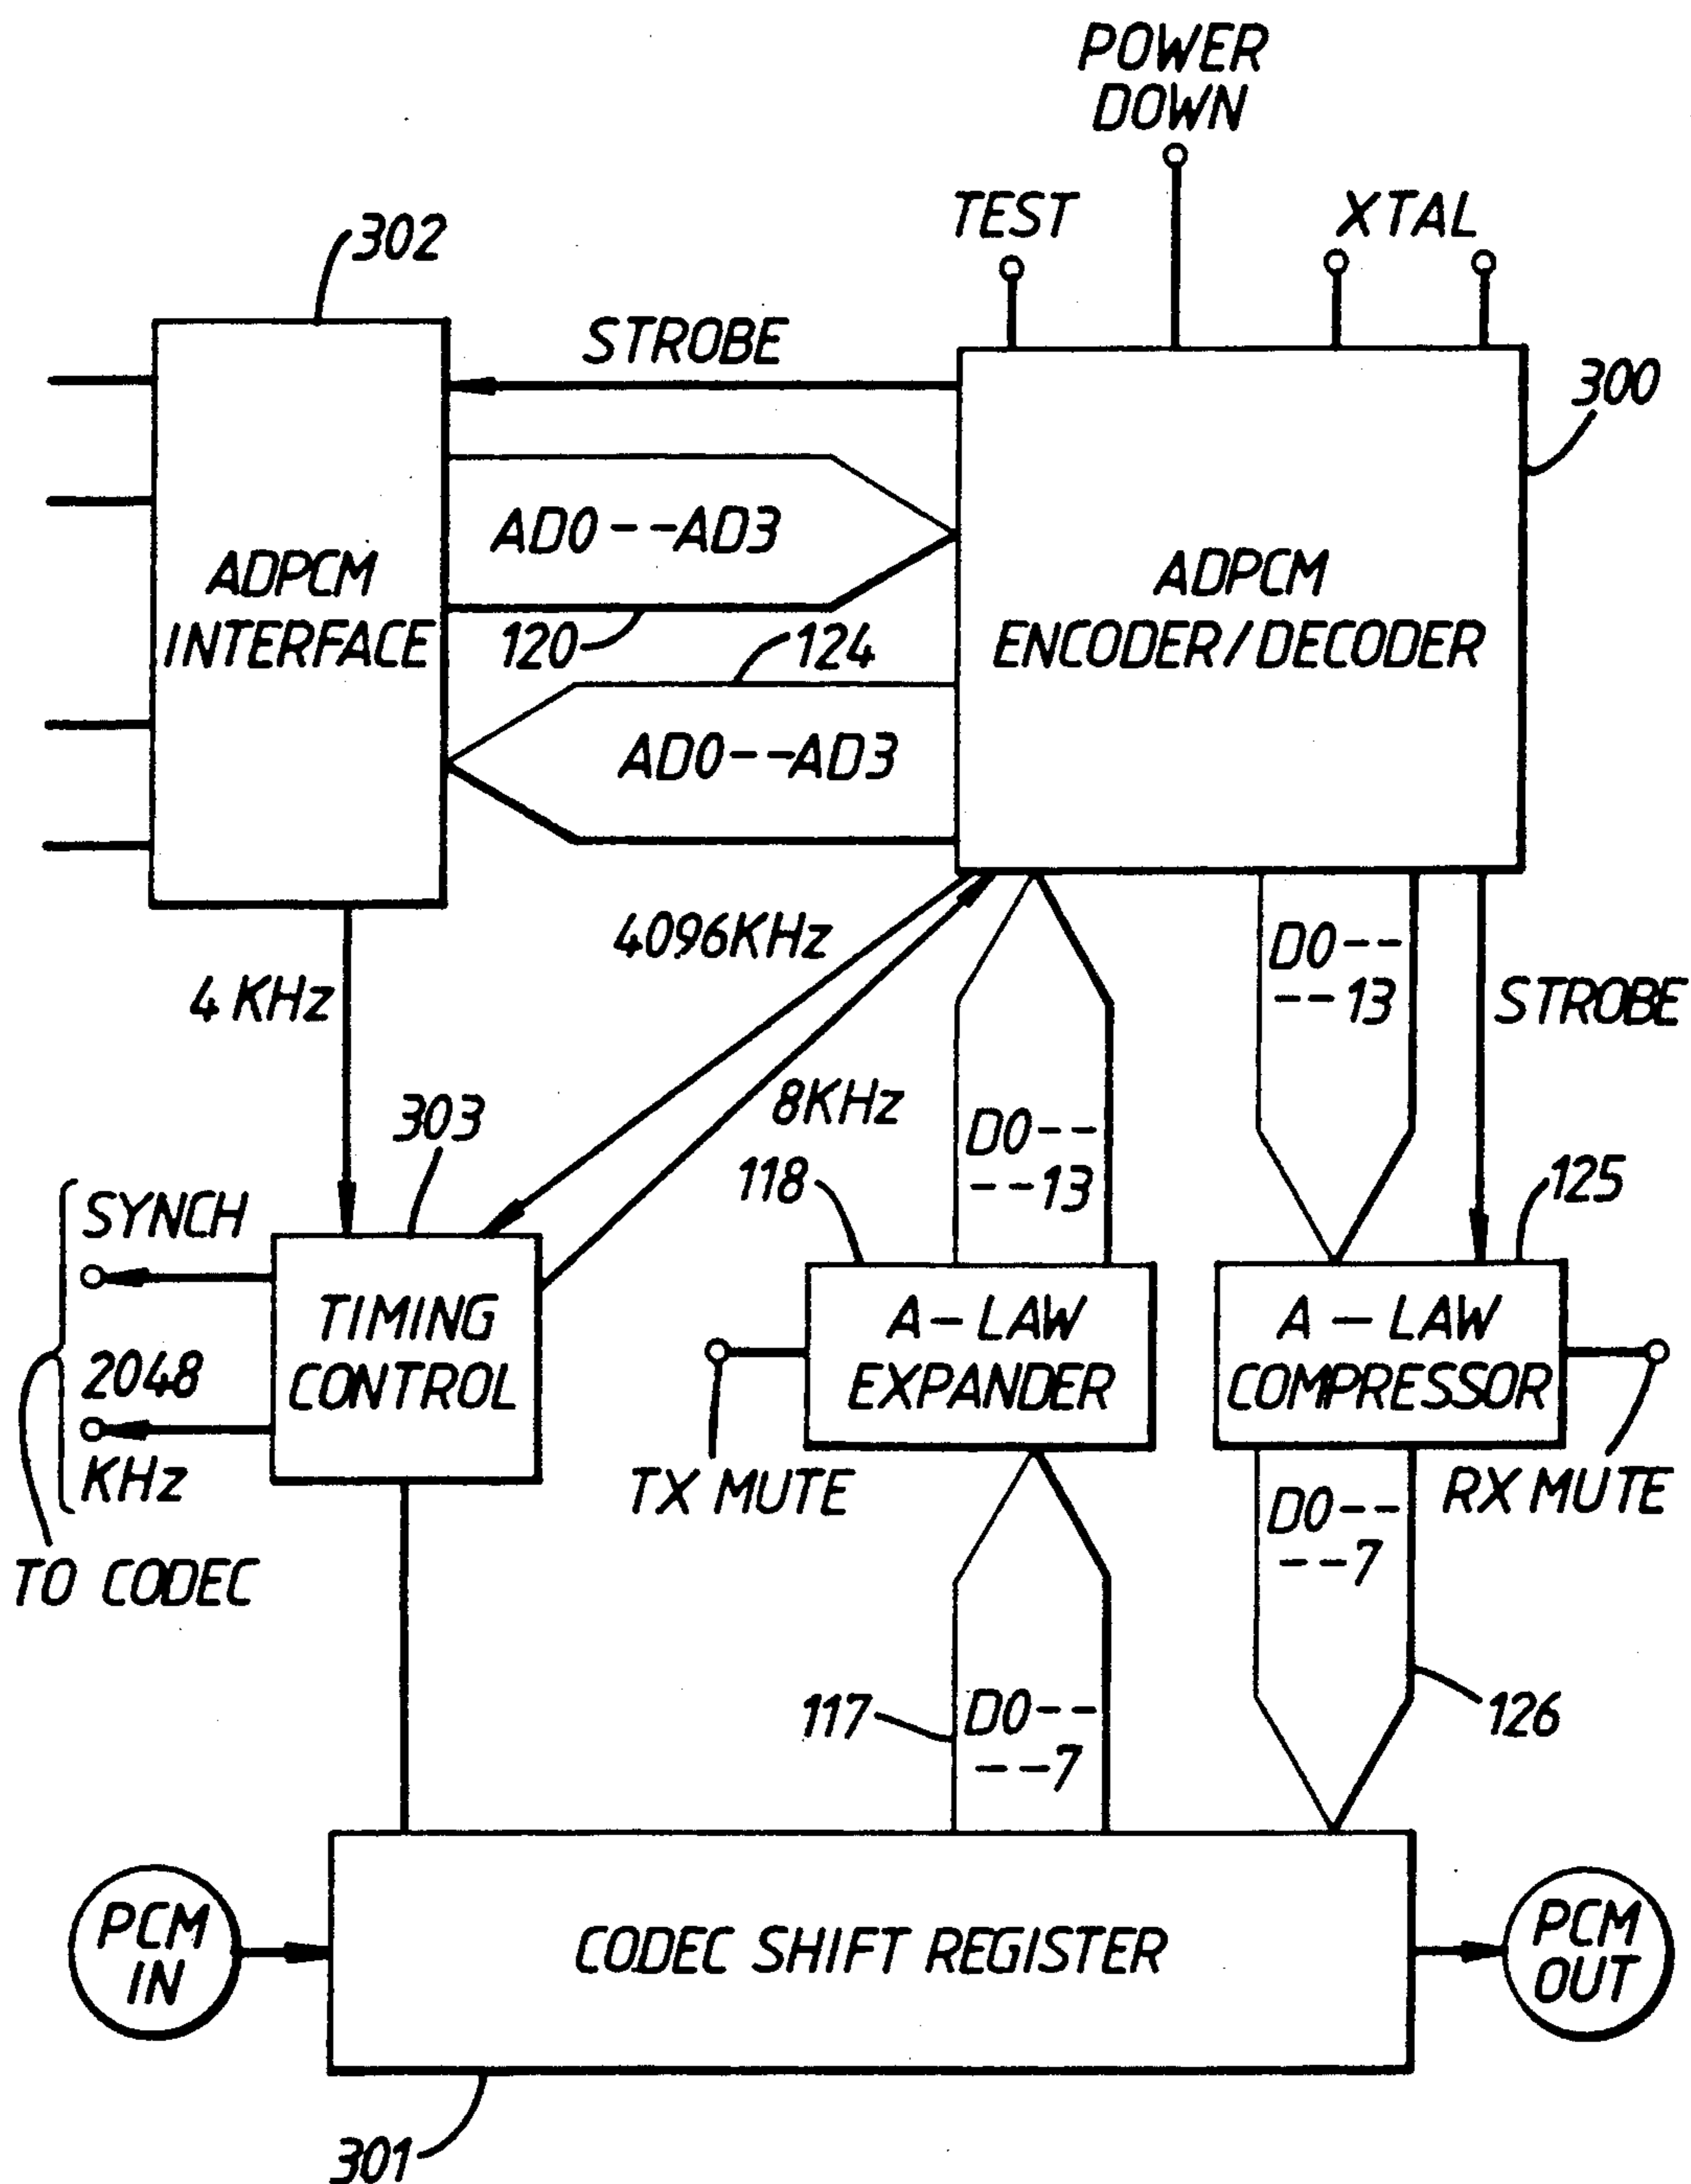 POWER
DOWN
TEST
XTAL
302
STROBE
300
AD0---AD3
ADPCM
INTERFACE
ADPCM
ENCODER/DECODER
120
124
AD0---AD3
4096KHz
D0--
--13
4 KHz
STROBE
8KHz
303
D0--
--13
118
125
SYNCH
TIMING
CONTROL
A-LAW
EXPANDER
A-LAW
COMPRESSOR
2048
KHz
TX MUTE
D0--
--7
RX MUTE
TO CODEC
117
D0--
--7
126
PCM
IN
CODEC SHIFT REGISTER
PCM
OUT
301